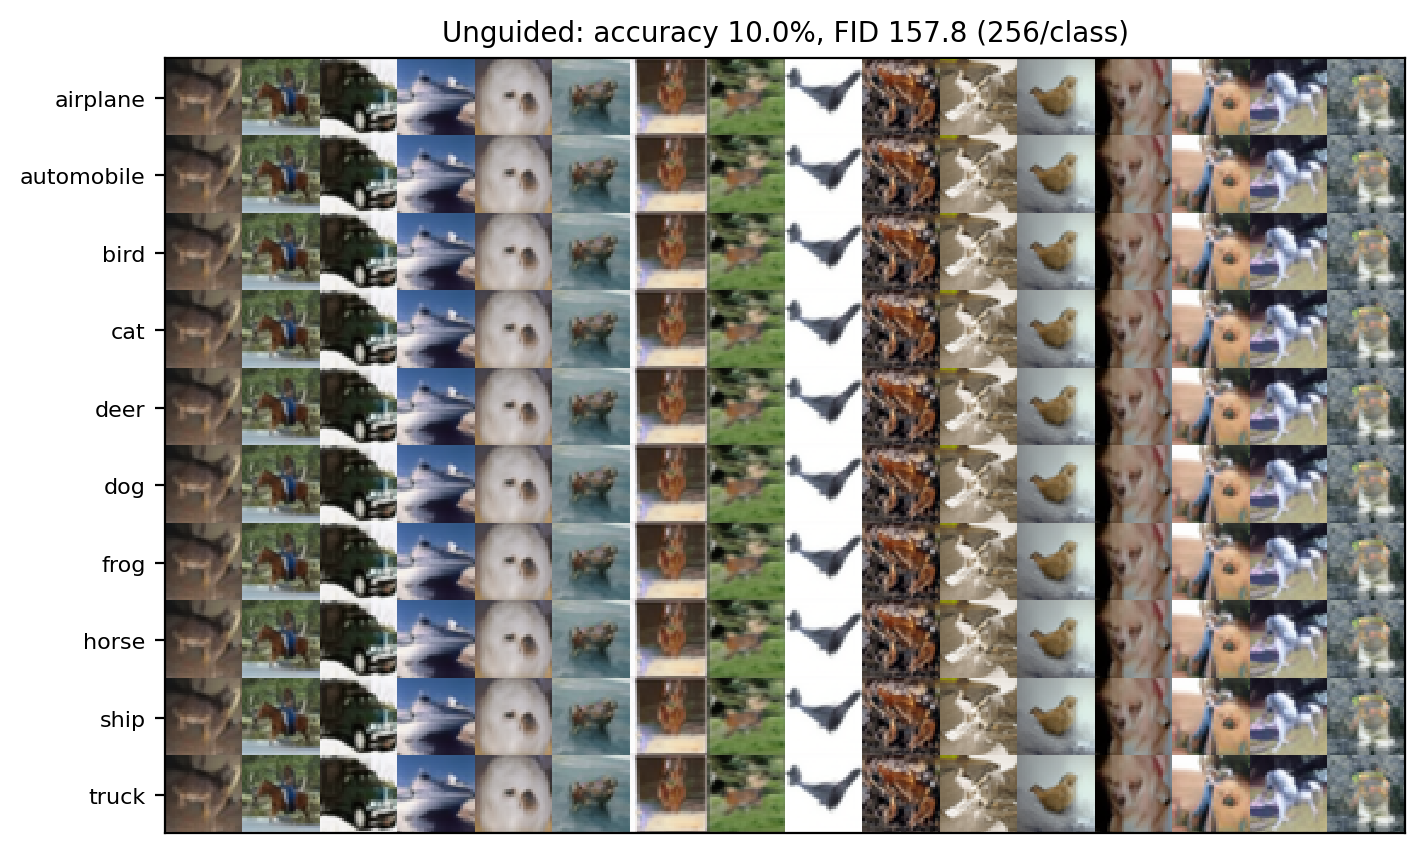 Unguided: accuracy 10.0%, FID 157.8 (256/class)
airplane
automobile
bird
cat
deer
dog
frog
horse
ship
truck